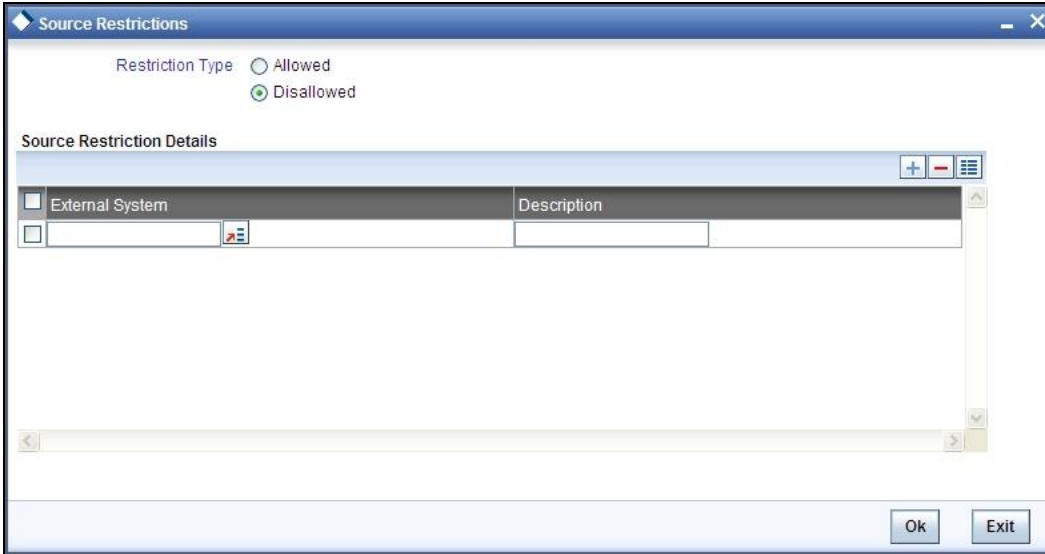 Source Restrictions
Restriction Type Allowed
Disallowed
Source Restriction Details
External System Description
Ok Exit